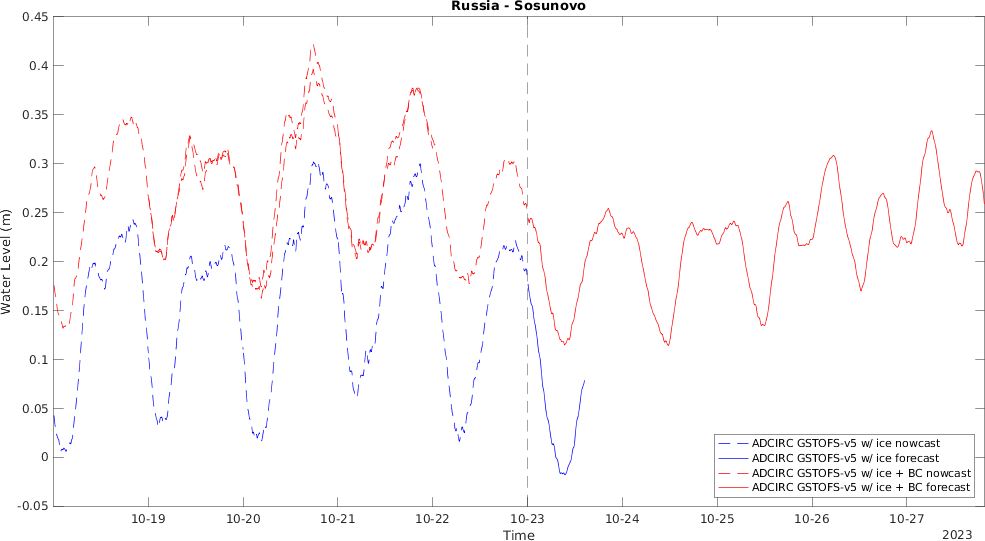 Russia - Sosunovo
0.45
0.4
0.35
0.3
0.25
0.2
0.15
0.1
0.05
0
-0.05
Water Level (m)
10-19 10-20 10-21 10-22 10-23 10-24 10-25 10-26 10-27
Time
2023
ADCIRC GSTOFS-v5 w/ ice nowcast
ADCIRC GSTOFS-v5 w/ ice forecast
ADCIRC GSTOFS-v5 w/ ice + BC nowcast
ADCIRC GSTOFS-v5 w/ ice + BC forecast